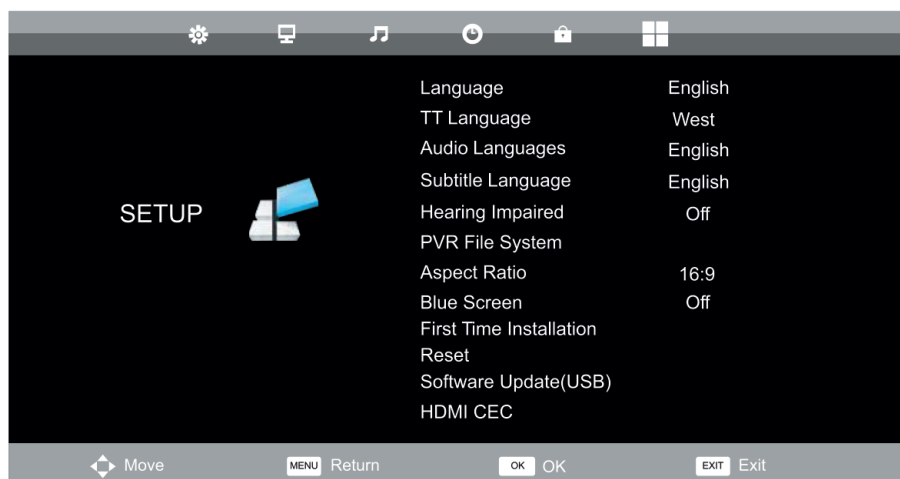 Language English
TT Language West
Audio Languages English
Subtitle Language English
SETUP
Hearing Impaired Off
PVR File System
Aspect Ratio 16:9
Blue Screen Off
First Time Installation
Reset
Software Update(USB)
HDMI CEC
Move MENU Return OK OK EXIT Exit